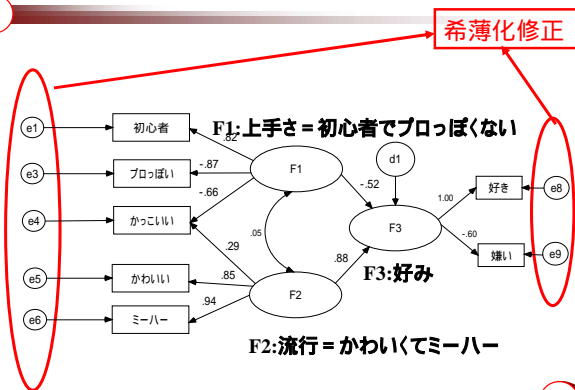 希薄化修正
e1
初心者
.82
F1:上手さ=初心者でプロっぽくない
e3
プロっぽい
-.87
F1
d1
e4
かっこいい
-.66
-.52
1.00
好き
e8
.29
.05
F3
-.60
嫌い
e9
e5
かわいい
.85
.88
F3:好み
e6
ミーハー
.94
F2
F2:流行=かわいくてミーハー